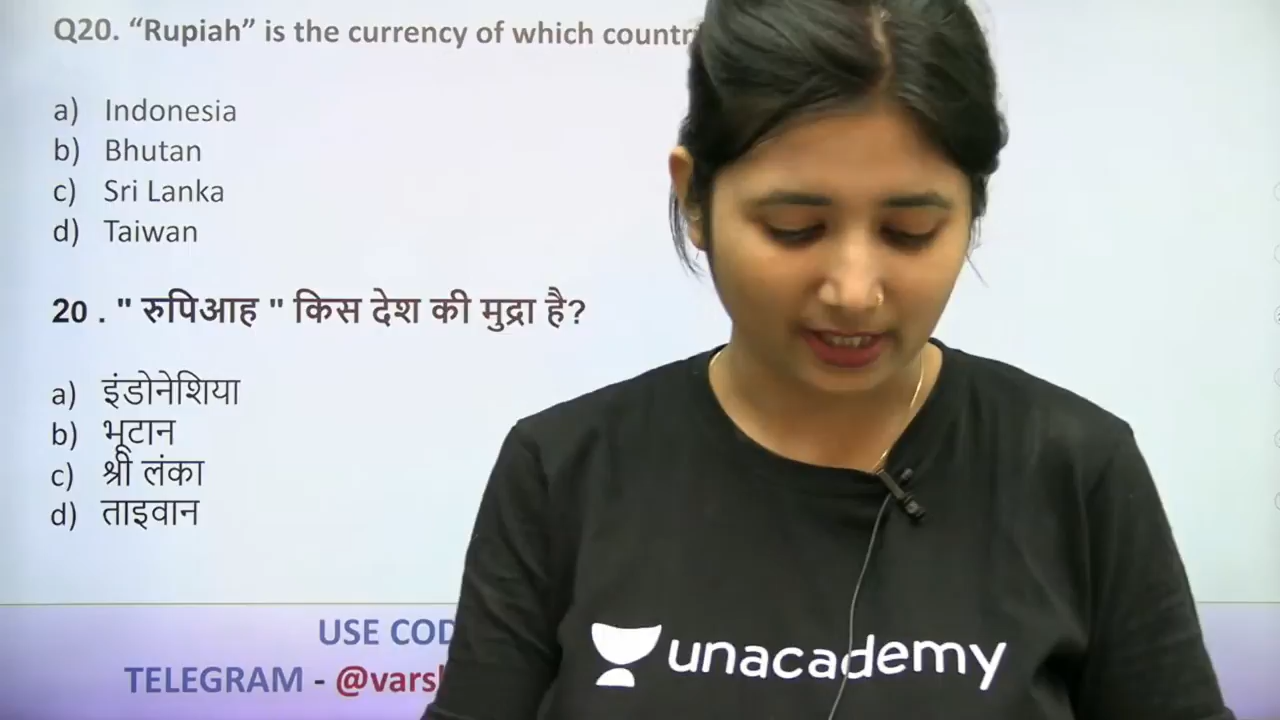 Q20. “Rupiah” is the currency of which countr
a) Indonesia
b) Bhutan
c) Sri Lanka
d) Taiwan
20 . " रुपिआह " किस देश की मुद्रा है?
a) इंडोनेशिया
b) भूटान
c) श्री लंका
d) ताइवान
USE COD
TELEGRAM - @varsh
unacademy